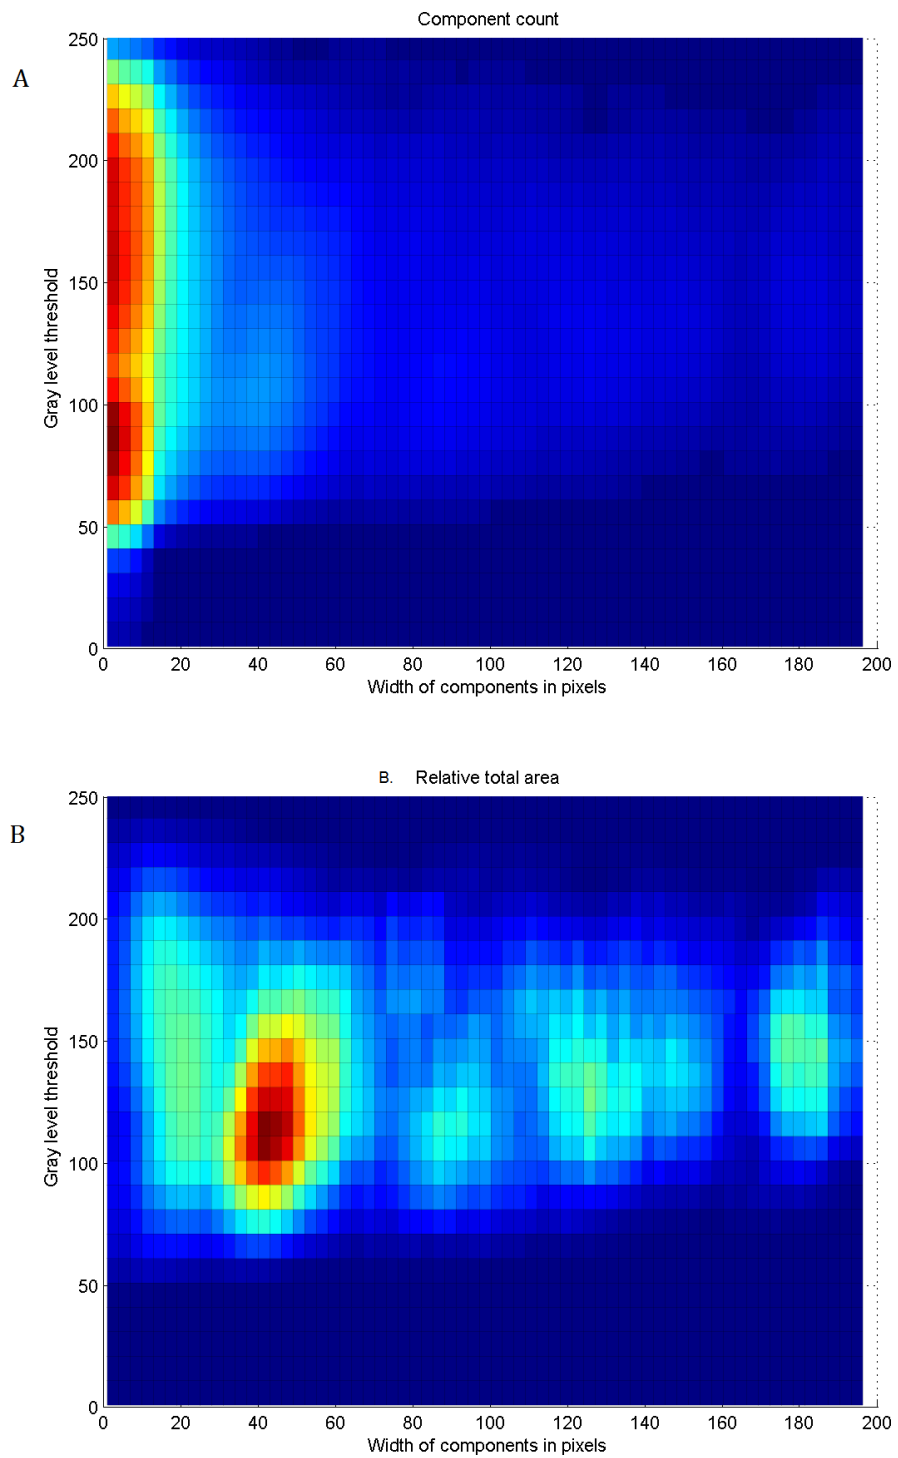 Component count
A
250
200
150
100
50
0
Gray level threshold
0 20 40 60 80 100 120 140 160 180 200
Width of components in pixels
B. Relative total area
B
250
200
150
100
50
0
Gray level threshold
0 20 40 60 80 100 120 140 160 180 200
Width of components in pixels